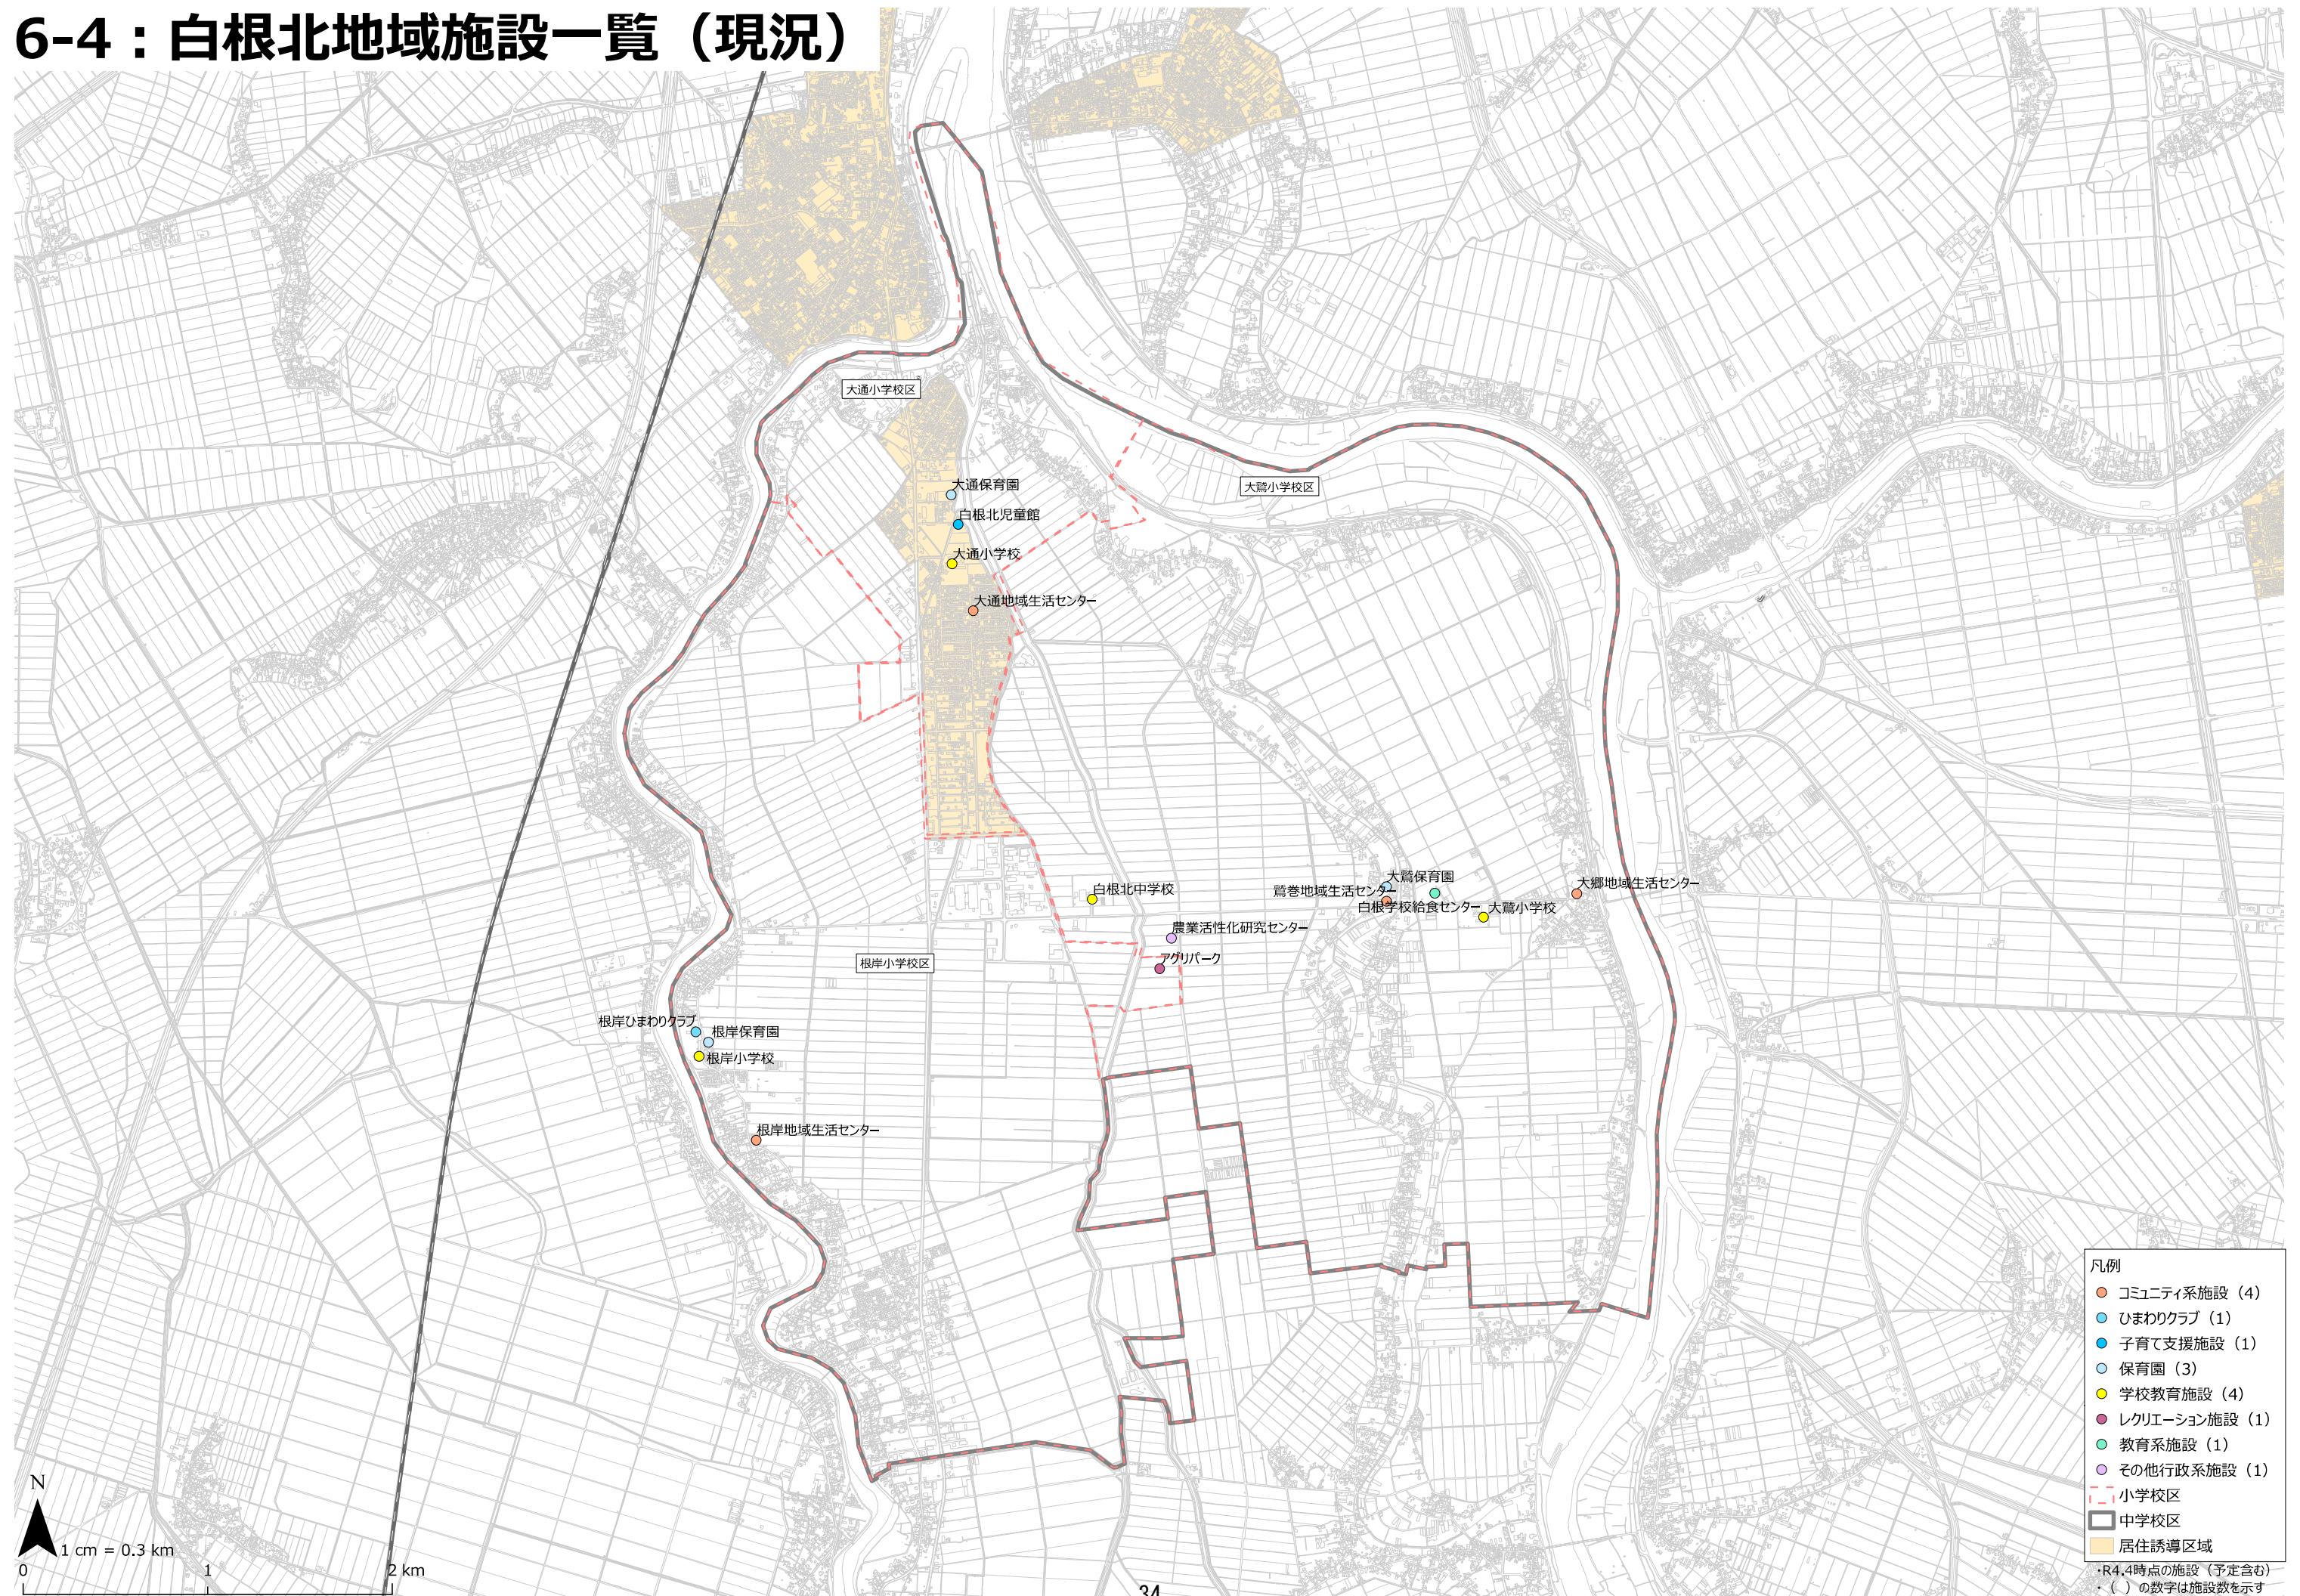 6-4：白根北地域施設一覧（現況）
大通小学校区
大通保育園
大鷲小学校区
白根北児童館
大通小学校
大通地域生活センター
大鷲保育園
白根北中学校
鷲巻地域生活センター
大郷地域生活センター
白根学校給食センター
大鷲小学校
農業活性化研究センター
アグリパーク
根岸小学校区
根岸ひまわりクラブ
根岸保育園
根岸小学校
根岸地域生活センター
凡例
コミュニティ系施設（4）
ひまわりクラブ（1）
子育て支援施設（1）
保育園（3）
学校教育施設（4）
レクリエーション施設（1）
教育系施設（1）
その他行政系施設（1）
小学校区
中学校区
居住誘導区域
・R4.4時点の施設（予定含む）
・（ ）の数字は施設数を示す
N
1 cm = 0.3 km
0 1 2 km
34